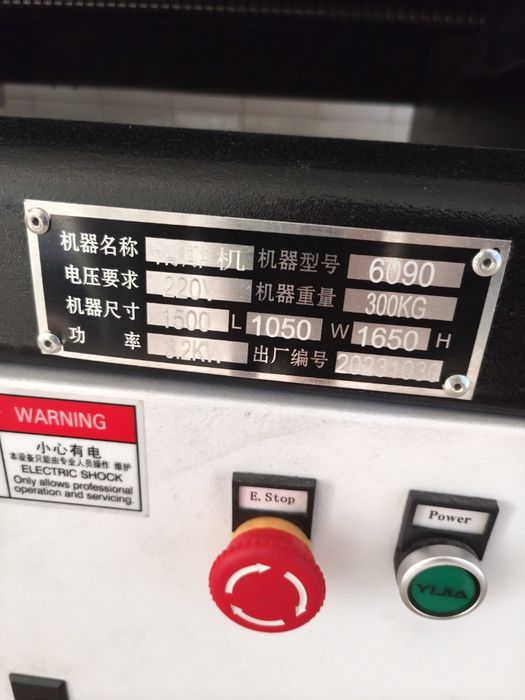 机器名称 机 机器型号 6090
电压要求 220V 机器重量 300KG
机器尺寸 1500 L 1050 W 1650 H
功率 出厂编号
WARNING
小心有电
本设备只能由专业人员操作 维护
ELECTRIC SHOCK
Only allows professional
operation and servicing.
E. Stop
Power
YIJIA